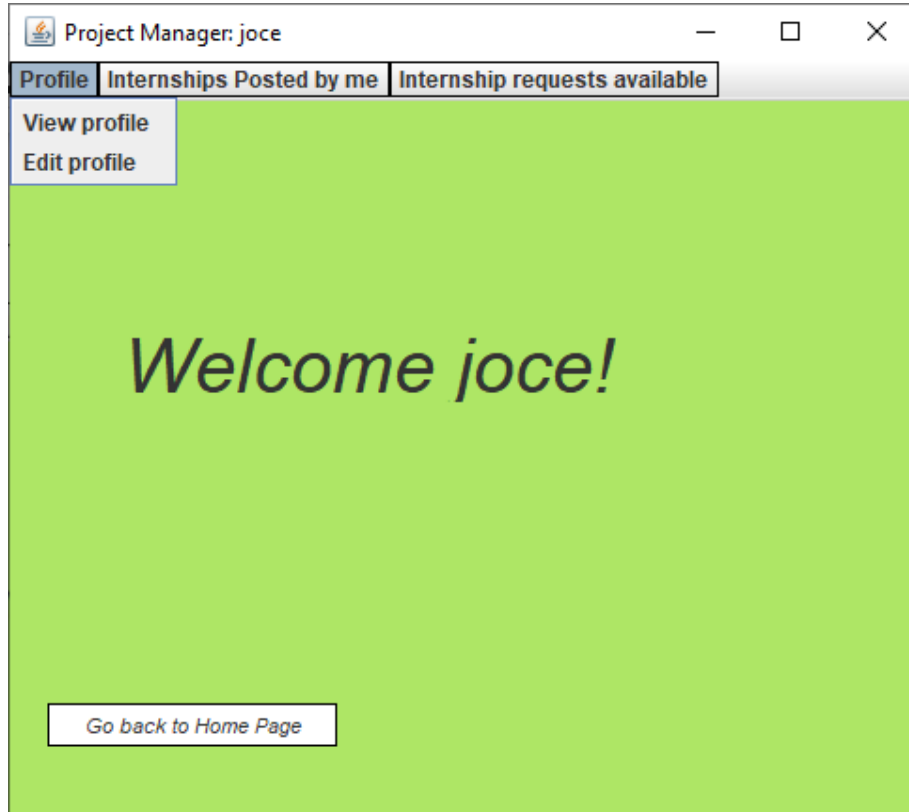 Project Manager: joce
Profile Internships Posted by me Internship requests available
View profile
Edit profile
Welcome joce!
Go back to Home Page